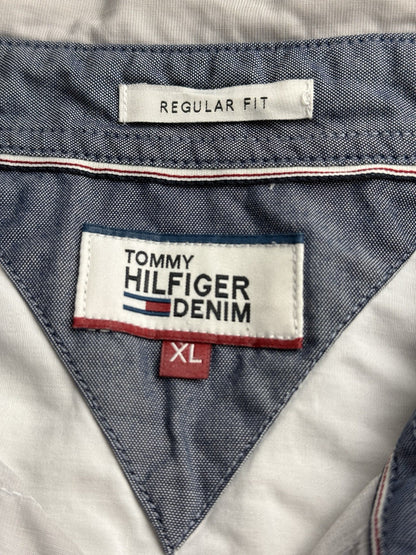 REGULAR FIT
TOMMY
HILFIGER
DENIM
XL